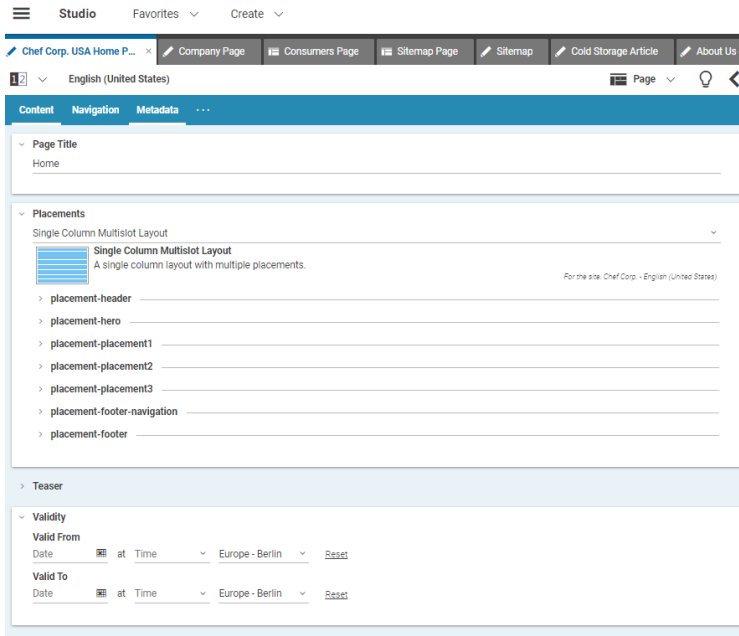 Studio Favorites Create
Chef Corp. USA Home P... × Company Page Consumers Page Sitemap Page Sitemap Cold Storage Article About Us
12 English (United States) Page
Content Navigation Metadata ...
Page Title
Home
Placements
Single Column Multislot Layout
Single Column Multislot Layout
A single column layout with multiple placements.
For the site: Chef Corp. - English (United States)
placement-header
placement-hero
placement-placement1
placement-placement2
placement-placement3
placement-footer-navigation
placement-footer
Teaser
Validity
Valid From
Date at Time Europe - Berlin Reset
Valid To
Date at Time Europe - Berlin Reset